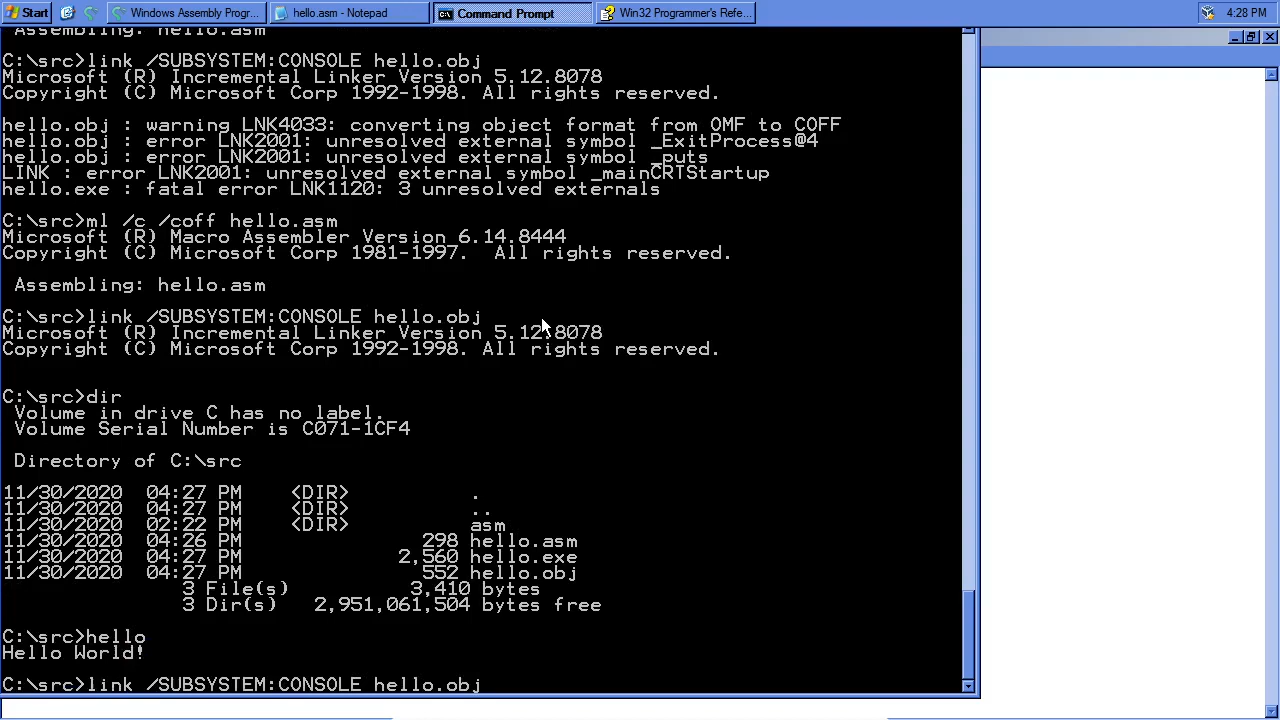 Start
Windows Assembly Progr...
hello.asm - Notepad
Command Prompt
Win32 Programmer's Refe...
4:28 PM
Assembling: hello.asm
C:\src>link /SUBSYSTEM:CONSOLE hello.obj
Microsoft (R) Incremental Linker Version 5.12.8078
Copyright (C) Microsoft Corp 1992-1998. All rights reserved.
hello.obj : warning LNK4033: converting object format from OMF to COFF
hello.obj : error LNK2001: unresolved external symbol _ExitProcess@4
hello.obj : error LNK2001: unresolved external symbol _puts
LINK : error LNK2001: unresolved external symbol _mainCRTStartup
hello.exe : fatal error LNK1120: 3 unresolved externals
C:\src>ml /c /coff hello.asm
Microsoft (R) Macro Assembler Version 6.14.8444
Copyright (C) Microsoft Corp 1981-1997.  All rights reserved.
Assembling: hello.asm
C:\src>link /SUBSYSTEM:CONSOLE hello.obj
Microsoft (R) Incremental Linker Version 5.12.8078
Copyright (C) Microsoft Corp 1992-1998. All rights reserved.
C:\src>dir
Volume in drive C has no label.
Volume Serial Number is C071-1CF4
Directory of C:\src
11/30/2020  04:27 PM    <DIR>          .
11/30/2020  04:27 PM    <DIR>          ..
11/30/2020  02:22 PM    <DIR>          asm
11/30/2020  04:26 PM               298 hello.asm
11/30/2020  04:27 PM             2,560 hello.exe
11/30/2020  04:27 PM               552 hello.obj
3 File(s)          3,410 bytes
3 Dir(s)   2,951,061,504 bytes free
C:\src>hello
Hello World!
C:\src>link /SUBSYSTEM:CONSOLE hello.obj